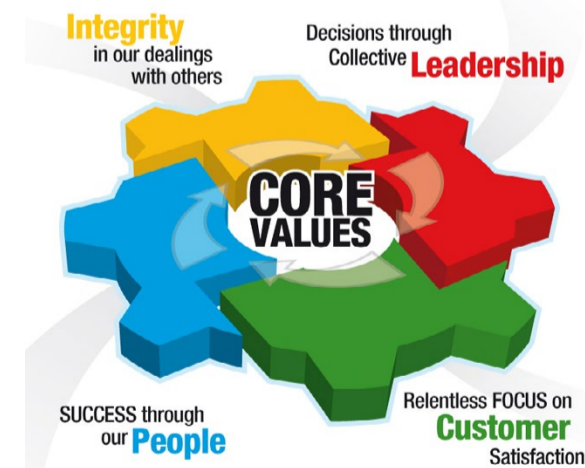 Integrity
in our dealings
with others
Decisions through
Collective Leadership
CORE
VALUES
SUCCESS through
our People
Relentless FOCUS on
Customer
Satisfaction